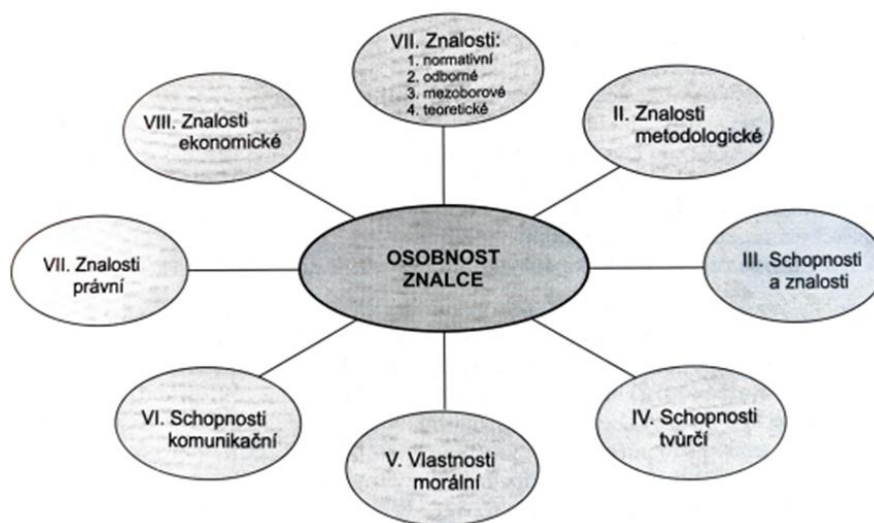 VII. Znalosti:
1. normativní
2. odborné
3. mezoborové
4. teoretické
II. Znalosti
metodologické
III. Schopnosti
a znalosti
IV. Schopnosti
tvůrčí
V. Vlastnosti
morální
VI. Schopnosti
komunikační
VII. Znalosti
právní
VIII. Znalosti
ekonomické
OSOBNOST
ZNALCE